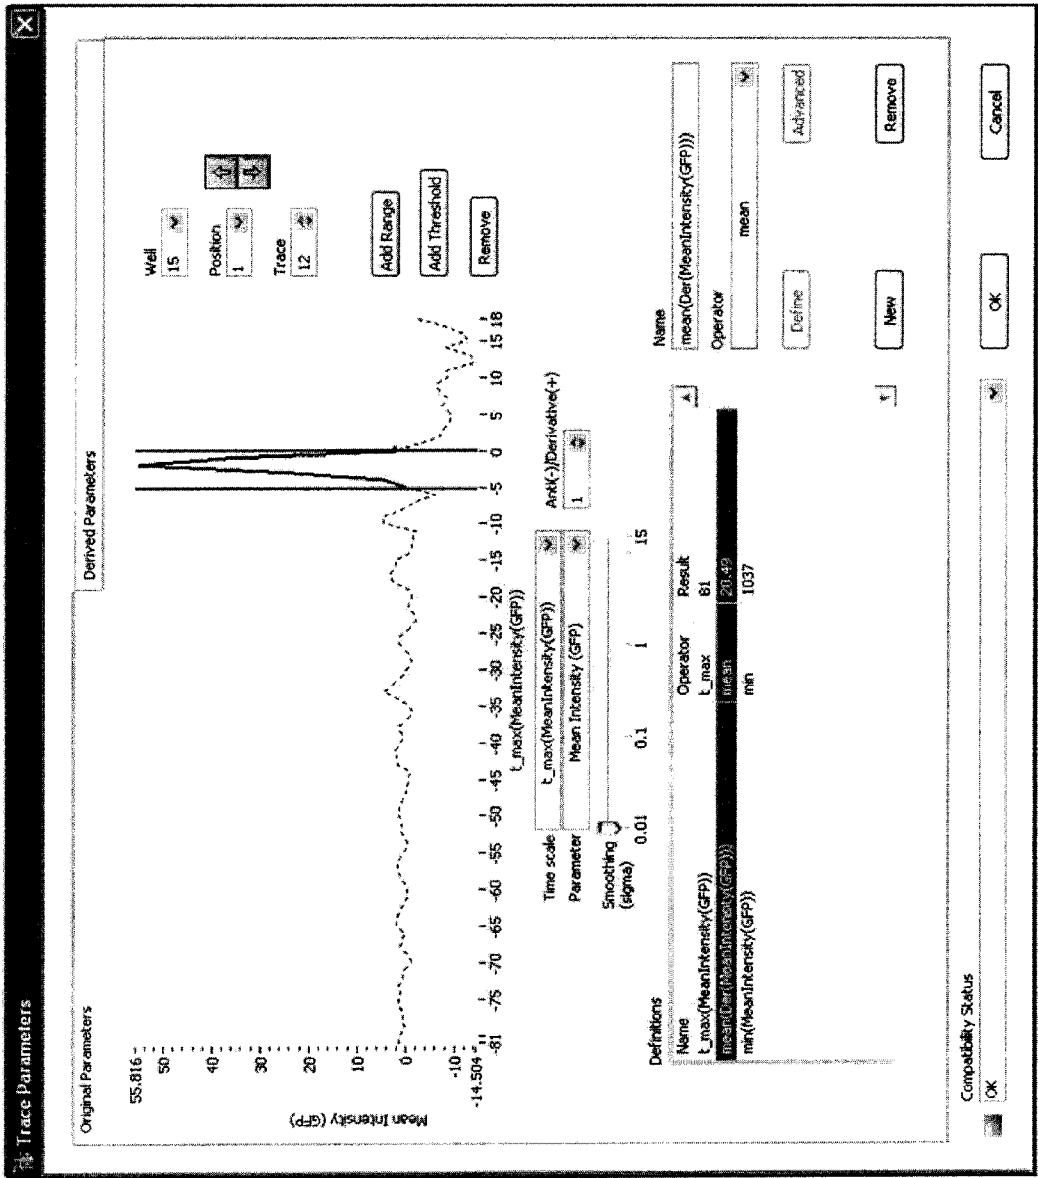 Trace Parameters
Original Parameters
Derived Parameters
Mean Intensity (GFP)
55.816
50
40
30
20
10
0
-10
-14.504
-81 -75 -70 -65 -60 -55 -50 -45 -40 -35 -30 -25 -20 -15 -10 -5 0 5 10 15 18
t_max(MeanIntensity(GFP))
Well
15
Position
1
Trace
12
Add Range
Add Threshold
Remove
Time scale t_max(MeanIntensity(GFP))
Anti(-)/Derivative(+)
Parameter Mean Intensity (GFP) 1
Smoothing
(sigma)
0.01 0.1 1 15
Definitions
Name Operator Result
t_max(MeanIntensity(GFP)) t_max 81
mean(Der(MeanIntensity(GFP))) mean 20.49
min(MeanIntensity(GFP)) min 1037
Name
mean(Der(MeanIntensity(GFP)))
Operator
mean
Define Advanced
New Remove
Compatibility Status
OK
OK Cancel